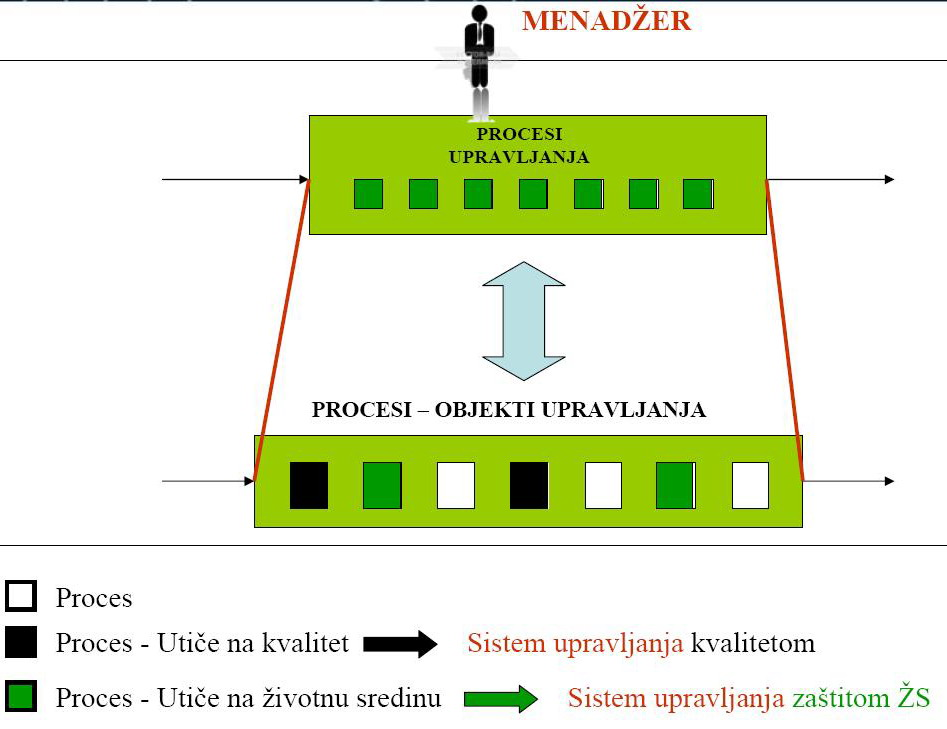 MENADŽER
PROCESI
UPRAVLJANJA
PROCESI – OBJEKTI UPRAVLJANJA
Proces
Proces - Utiče na kvalitet Sistem upravljanja kvalitetom
Proces - Utiče na životnu sredinu Sistem upravljanja zaštitom ŽS